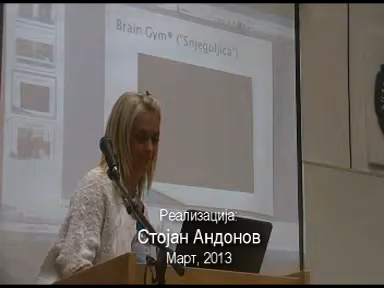 Brain Gym® ("Snjeguljica")
Реализација:
Стојан Андонов
Март, 2013